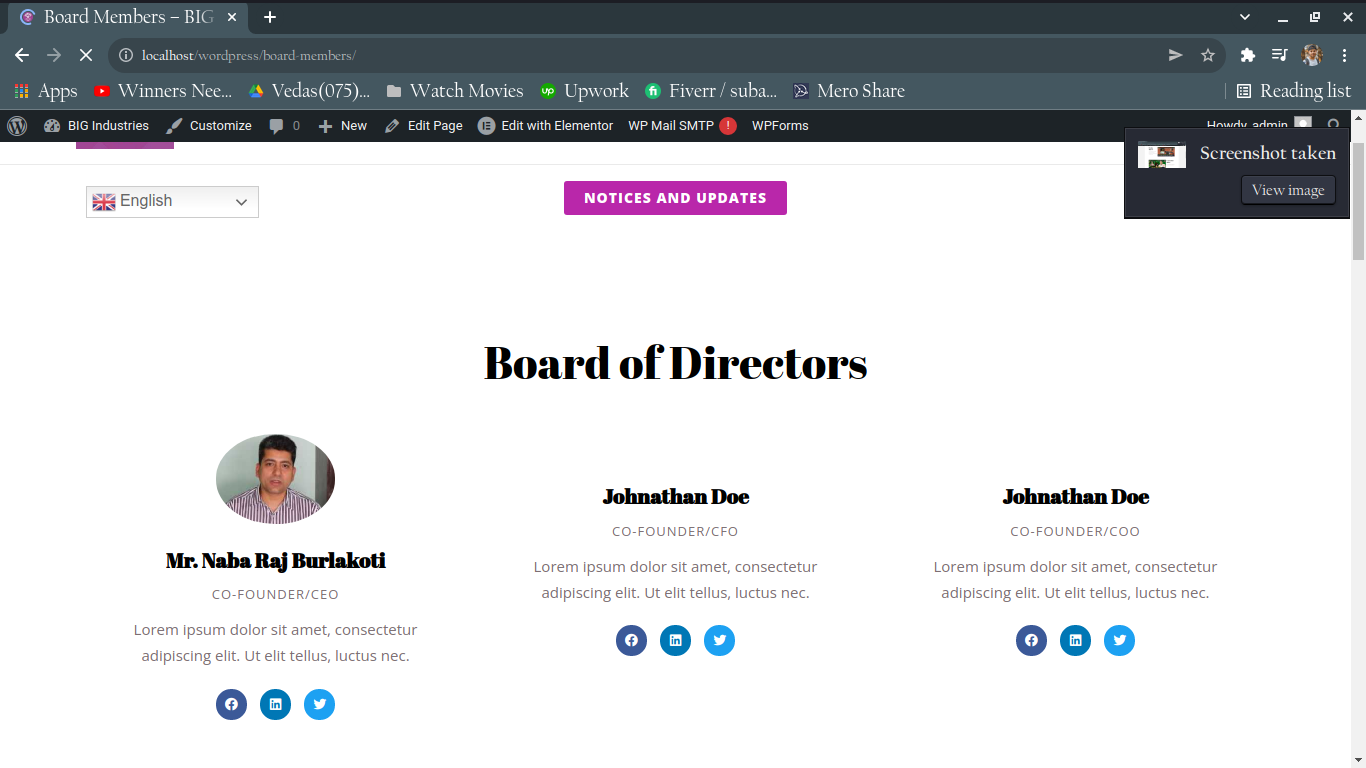 Board Members – BIG
localhost/wordpress/board-members/
Apps Winners Nee... Vedas(075)... Watch Movies Upwork Fiverr / suba... Mero Share Reading list
BIG Industries Customize 0 New Edit Page Edit with Elementor WP Mail SMTP ! WPForms Howdy, admin
Screenshot taken
View image
English
NOTICES AND UPDATES
Board of Directors
Mr. Naba Raj Burlakoti
CO-FOUNDER/CEO
Lorem ipsum dolor sit amet, consectetur
adipiscing elit. Ut elit tellus, luctus nec.
Johnathan Doe
CO-FOUNDER/CFO
Lorem ipsum dolor sit amet, consectetur
adipiscing elit. Ut elit tellus, luctus nec.
Johnathan Doe
CO-FOUNDER/COO
Lorem ipsum dolor sit amet, consectetur
adipiscing elit. Ut elit tellus, luctus nec.